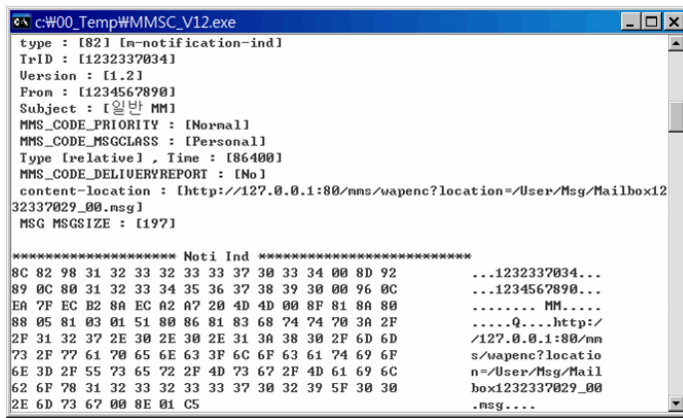 c:₩00_Temp₩MMSC_V12.exe
type : [82] [m-notification-ind]
TrID : [1232337034]
Version : [1.2]
From : [1234567890]
Subject : [일반 MM]
MMS_CODE_PRIORITY : [Normal]
MMS_CODE_MSGCLASS : [Personal]
Type [relative] , Time : [86400]
MMS_CODE_DELIVERYREPORT : [No]
content-location : [http://127.0.0.1:80/mms/wapenc?location=/User/Msg/Mailbox12
32337029_00.msg]
MSG MSGSIZE : [197]
******************** Noti Ind **************************
8C 82 98 31 32 33 32 33 33 37 30 33 34 00 8D 92 ...1232337034...
89 0C 80 31 32 33 34 35 36 37 38 39 30 00 96 0C ...1234567890...
EA 7F EC B2 8A EC A2 A7 20 4D 4D 00 8F 81 8A 80 ........ MM.....
88 05 81 03 01 51 80 86 81 83 68 74 74 70 3A 2F .....Q....http:/
2F 31 32 37 2E 30 2E 30 2E 31 3A 38 30 2F 6D 6D /127.0.0.1:80/mm
73 2F 77 61 70 65 6E 63 3F 6C 6F 63 61 74 69 6F s/wapenc?locatio
6E 3D 2F 55 73 65 72 2F 4D 73 67 2F 4D 61 69 6C n=/User/Msg/Mail
62 6F 78 31 32 33 32 33 33 37 30 32 39 5F 30 30 box1232337029_00
2E 6D 73 67 00 8E 01 C5 .msg....